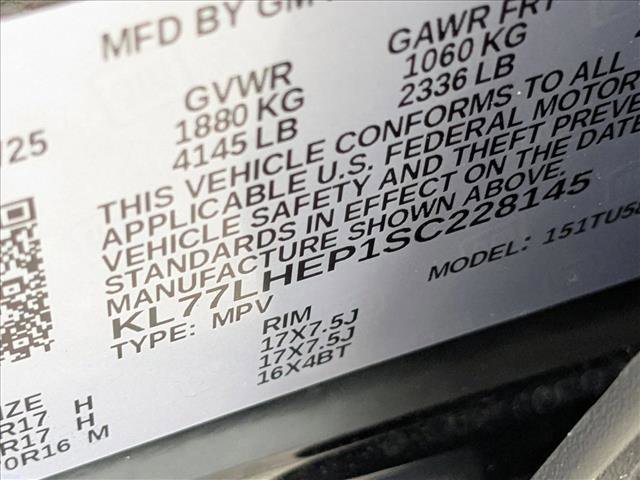 MFD BY GM
GVWR
1880 KG
4145 LB
GAWR FRT
1060 KG
2336 LB
25
THIS VEHICLE CONFORMS TO ALL
APPLICABLE U.S. FEDERAL MOTOR
VEHICLE SAFETY AND THEFT PREVE
STANDARDS IN EFFECT ON THE DATE
MANUFACTURE SHOWN ABOVE.
KL77LHEP1SC228145
TYPE: MPV
MODEL: 151TU58
RIM
17X7.5J
17X7.5J
16X4BT
IZE
R17 H
R17 H
0R16 M